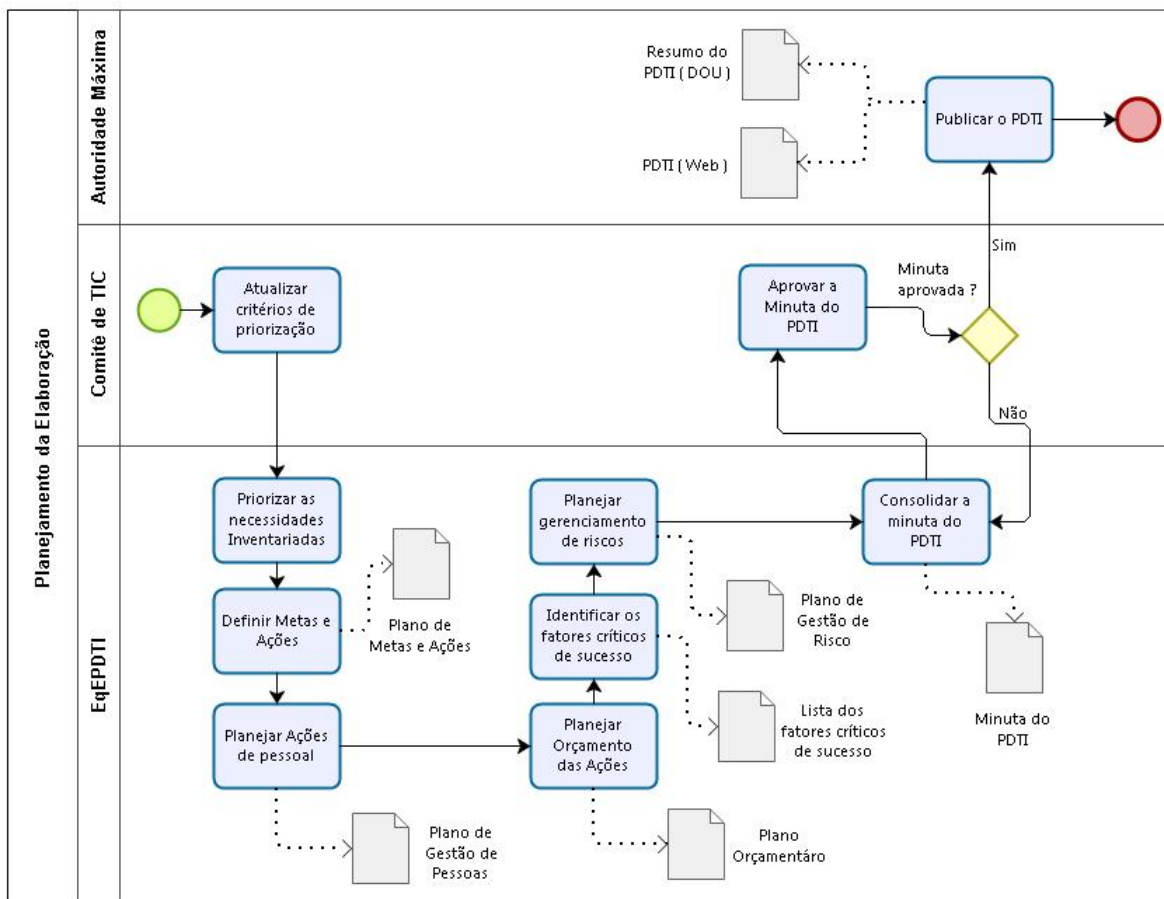 Planejamento da Elaboração
Autoridade Máxima
Resumo do
PDTI ( DOU )
PDTI ( Web )
Publicar o PDTI
Comitê de TIC
Atualizar
critérios de
priorização
Aprovar a
Minuta do
PDTI
Minuta
aprovada ?
Sim
Não
EqEPDTI
Priorizar as
necessidades
Inventariadas
Definir Metas e
Ações
Plano de
Metas e Ações
Planejar Ações
de pessoal
Plano de
Gestão de
Pessoas
Planejar
gerenciamento
de riscos
Plano de
Gestão de
Risco
Identificar os
fatores críticos
de sucesso
Lista dos
fatores críticos
de sucesso
Planejar
Orçamento
das Ações
Plano
Orçamentáro
Consolidar a
minuta do
PDTI
Minuta do
PDTI